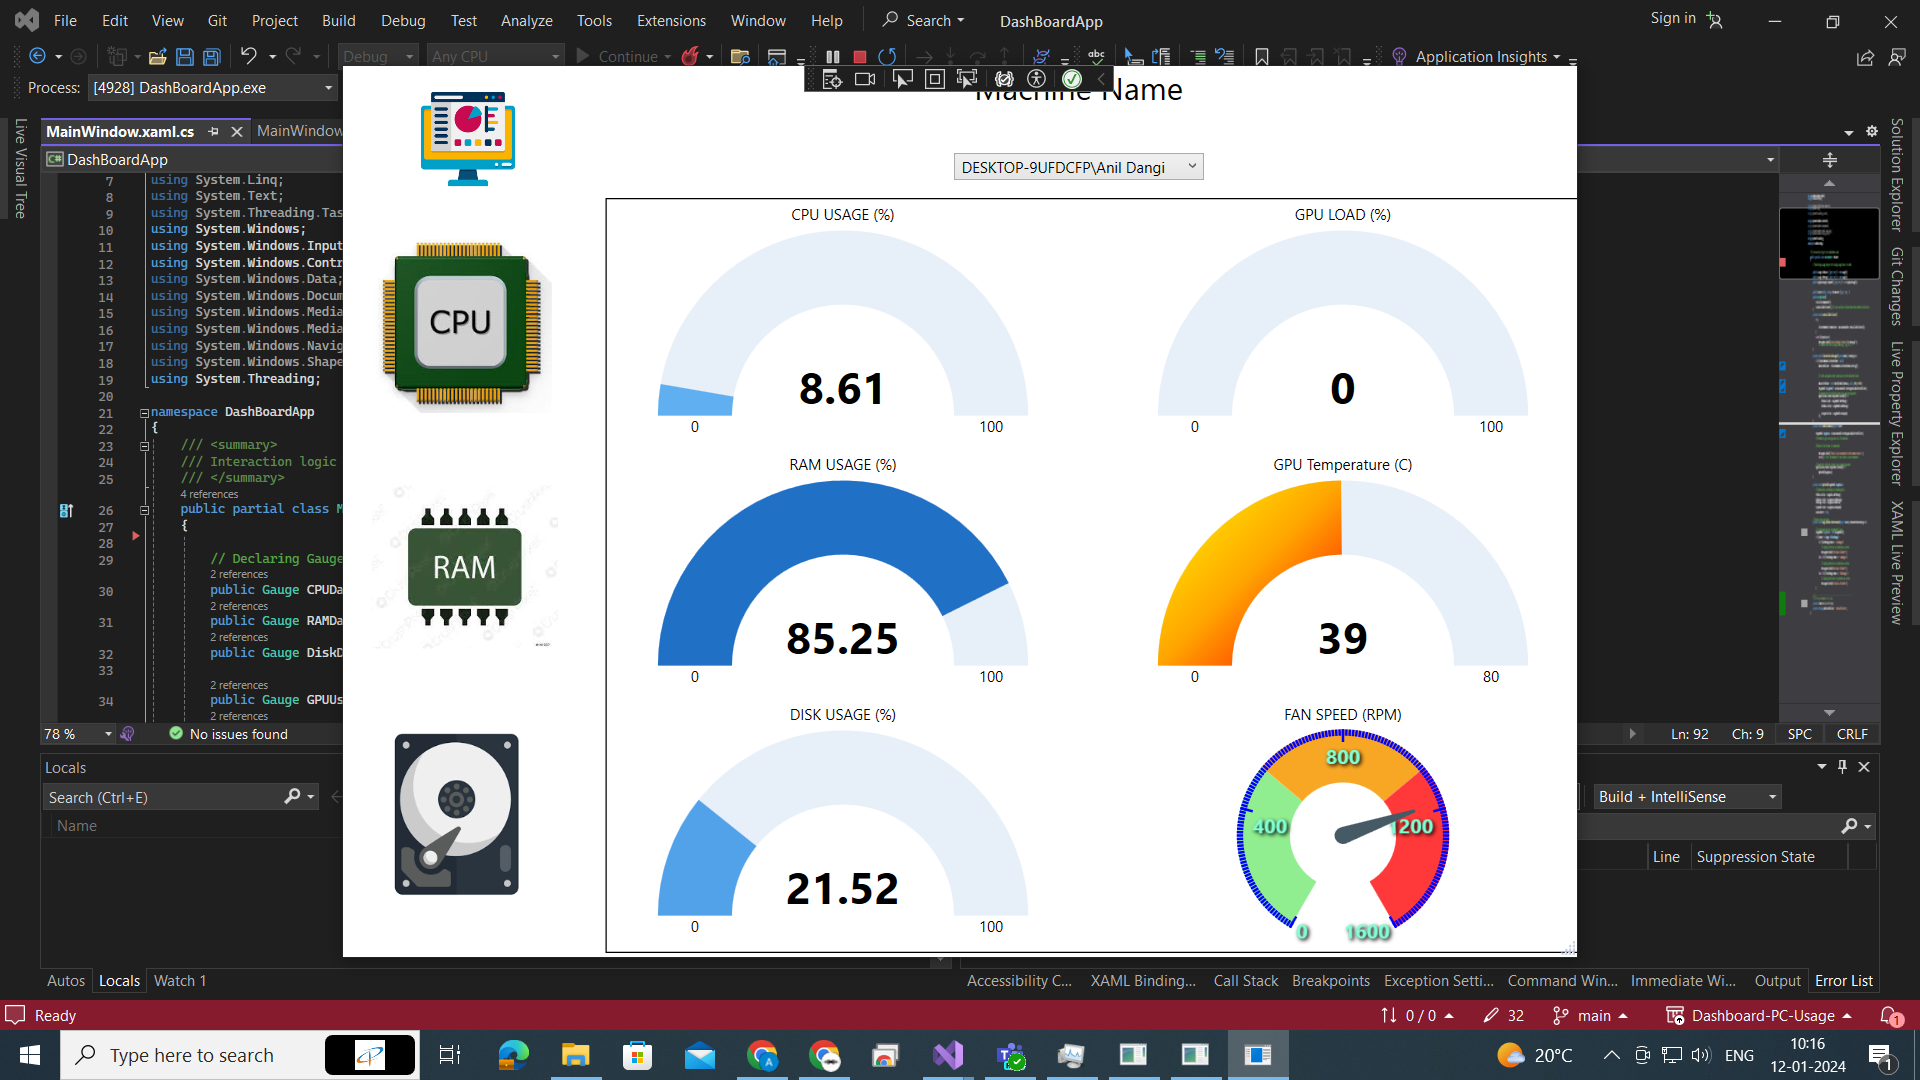 File Edit View Git Project Build Debug Test Analyze Tools Extensions Window Help Search DashBoardApp Sign in
Debug Any CPU Continue Application Insights
Process: [4928] DashBoardApp.exe
Machine Name
DESKTOP-9UFDCFP\Anil Dangi
Live Visual Tree
MainWindow.xaml.cs MainWindow
DashBoardApp
7 using System.Linq;
8 using System.Text;
9 using System.Threading.Tas
10 using System.Windows;
11 using System.Windows.Input
12 using System.Windows.Contr
13 using System.Windows.Data;
14 using System.Windows.Docum
15 using System.Windows.Media
16 using System.Windows.Media
17 using System.Windows.Navig
18 using System.Windows.Shape
19 using System.Threading;
20
21 namespace DashBoardApp
22 {
23 /// <summary>
24 /// Interaction logic
25 /// </summary>
4 references
26 public partial class M
27 {
28
29 // Declaring Gauge
2 references
30 public Gauge CPUDa
2 references
31 public Gauge RAMDa
2 references
32 public Gauge DiskD
33
2 references
34 public Gauge GPUUs
2 references
78 % No issues found
CPU
RAM
CPU USAGE (%)
8.61
0 100
GPU LOAD (%)
0
0 100
RAM USAGE (%)
85.25
0 100
GPU Temperature (C)
39
0 80
DISK USAGE (%)
21.52
0 100
FAN SPEED (RPM)
800
400 1200
0 1600
Solution Explorer
Git Changes
Live Property Explorer
XAML Live Preview
Ln: 92 Ch: 9 SPC CRLF
Locals
Search (Ctrl+E)
Name
Build + IntelliSense
Line Suppression State
Autos Locals Watch 1
Accessibility C... XAML Binding... Call Stack Breakpoints Exception Setti... Command Win... Immediate Wi... Output Error List
Ready 0 / 0 32 main Dashboard-PC-Usage 1
Type here to search
20°C ENG 10:16
12-01-2024 1